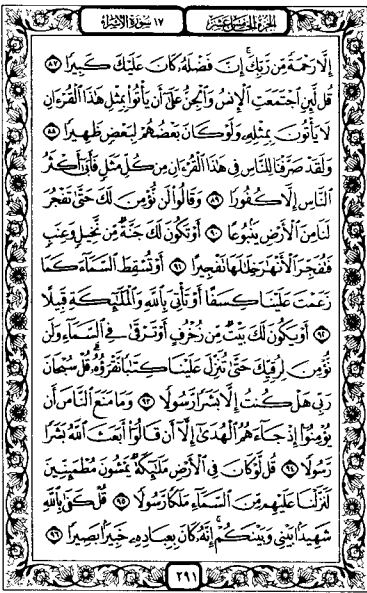 الجزء الخامس عشر
١٧ سورة الإسراء
إِلَّا رَحْمَةً مِّن رَّبِّكَ ۚ إِنَّ فَضْلَهُۥ كَانَ عَلَيْكَ كَبِيرًا ٨٧
قُل لَّئِنِ ٱجْتَمَعَتِ ٱلْإِنسُ وَٱلْجِنُّ عَلَىٰٓ أَن يَأْتُوا۟ بِمِثْلِ هَٰذَا ٱلْقُرْءَانِ
لَا يَأْتُونَ بِمِثْلِهِۦ وَلَوْ كَانَ بَعْضُهُمْ لِبَعْضٍ ظَهِيرًا ٨٨
وَلَقَدْ صَرَّفْنَا لِلنَّاسِ فِى هَٰذَا ٱلْقُرْءَانِ مِن كُلِّ مَثَلٍ فَأَبَىٰٓ أَكْثَرُ
ٱلنَّاسِ إِلَّا كُفُورًا ٨٩ وَقَالُوا۟ لَن نُّؤْمِنَ لَكَ حَتَّىٰ تَفْجُرَ
لَنَا مِنَ ٱلْأَرْضِ يَنۢبُوعًا ٩٠ أَوْ تَكُونَ لَكَ جَنَّةٌ مِّن نَّخِيلٍ وَعِنَبٍ
فَتُفَجِّرَ ٱلْأَنْهَٰرَ خِلَٰلَهَا تَفْجِيرًا ٩١ أَوْ تُسْقِطَ ٱلسَّمَآءَ كَمَا
زَعَمْتَ عَلَيْنَا كِسَفًا أَوْ تَأْتِىَ بِٱللَّهِ وَٱلْمَلَٰٓئِكَةِ قَبِيلًا
٩٢ أَوْ يَكُونَ لَكَ بَيْتٌ مِّن زُخْرُفٍ أَوْ تَرْقَىٰ فِى ٱلسَّمَآءِ وَلَن
نُّؤْمِنَ لِرُقِيِّكَ حَتَّىٰ تُنَزِّلَ عَلَيْنَا كِتَٰبًا نَّقْرَؤُهُۥ ۗ قُلْ سُبْحَانَ
رَبِّى هَلْ كُنتُ إِلَّا بَشَرًا رَّسُولًا ٩٣ وَمَا مَنَعَ ٱلنَّاسَ أَن
يُؤْمِنُوٓا۟ إِذْ جَآءَهُمُ ٱلْهُدَىٰٓ إِلَّآ أَن قَالُوٓا۟ أَبَعَثَ ٱللَّهُ بَشَرًا
رَّسُولًا ٩٤ قُل لَّوْ كَانَ فِى ٱلْأَرْضِ مَلَٰٓئِكَةٌ يَمْشُونَ مُطْمَئِنِّينَ
لَنَزَّلْنَا عَلَيْهِم مِّنَ ٱلسَّمَآءِ مَلَكًا رَّسُولًا ٩٥ قُلْ كَفَىٰ بِٱللَّهِ
شَهِيدًۢا بَيْنِى وَبَيْنَكُمْ ۚ إِنَّهُۥ كَانَ بِعِبَادِهِۦ خَبِيرًۢا بَصِيرًا ٩٦
٢٩١